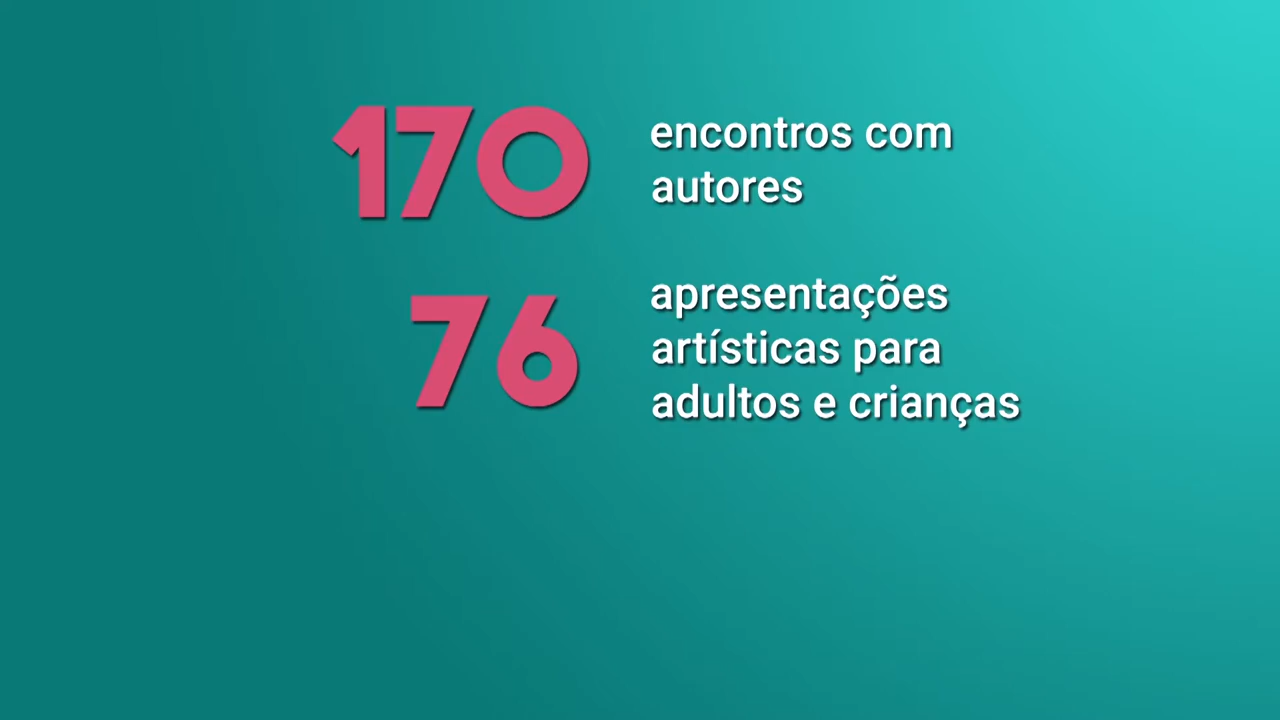 170
encontros com
autores
76
apresentações
artísticas para
adultos e crianças